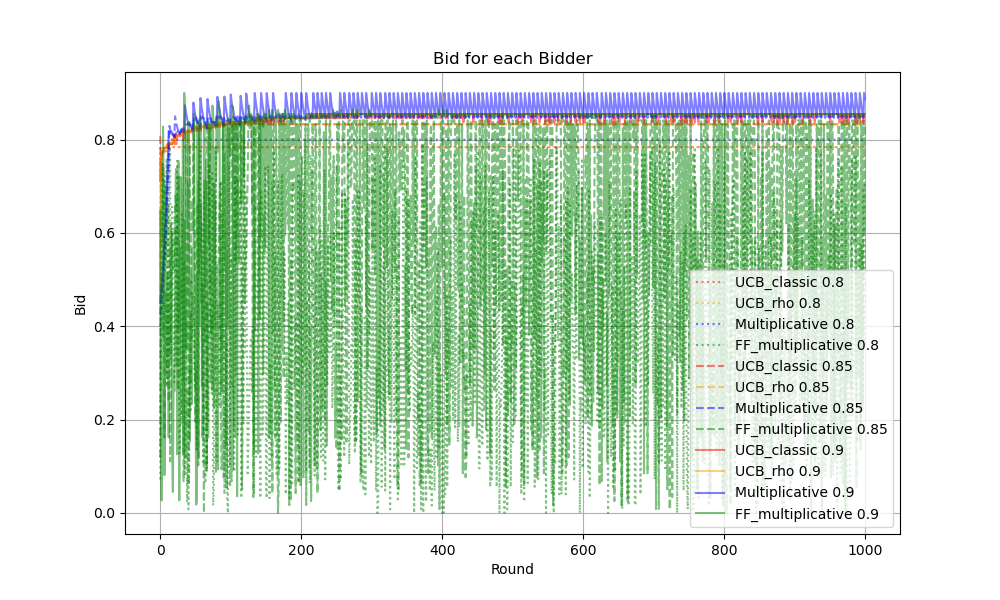 Bid for each Bidder
Bid
0.8
0.6
0.4
0.2
0.0
UCB_classic 0.8
UCB_rho 0.8
Multiplicative 0.8
FF_multiplicative 0.8
UCB_classic 0.85
UCB_rho 0.85
Multiplicative 0.85
FF_multiplicative 0.85
UCB_classic 0.9
UCB_rho 0.9
Multiplicative 0.9
FF_multiplicative 0.9
0 200 400 600 800 1000
Round